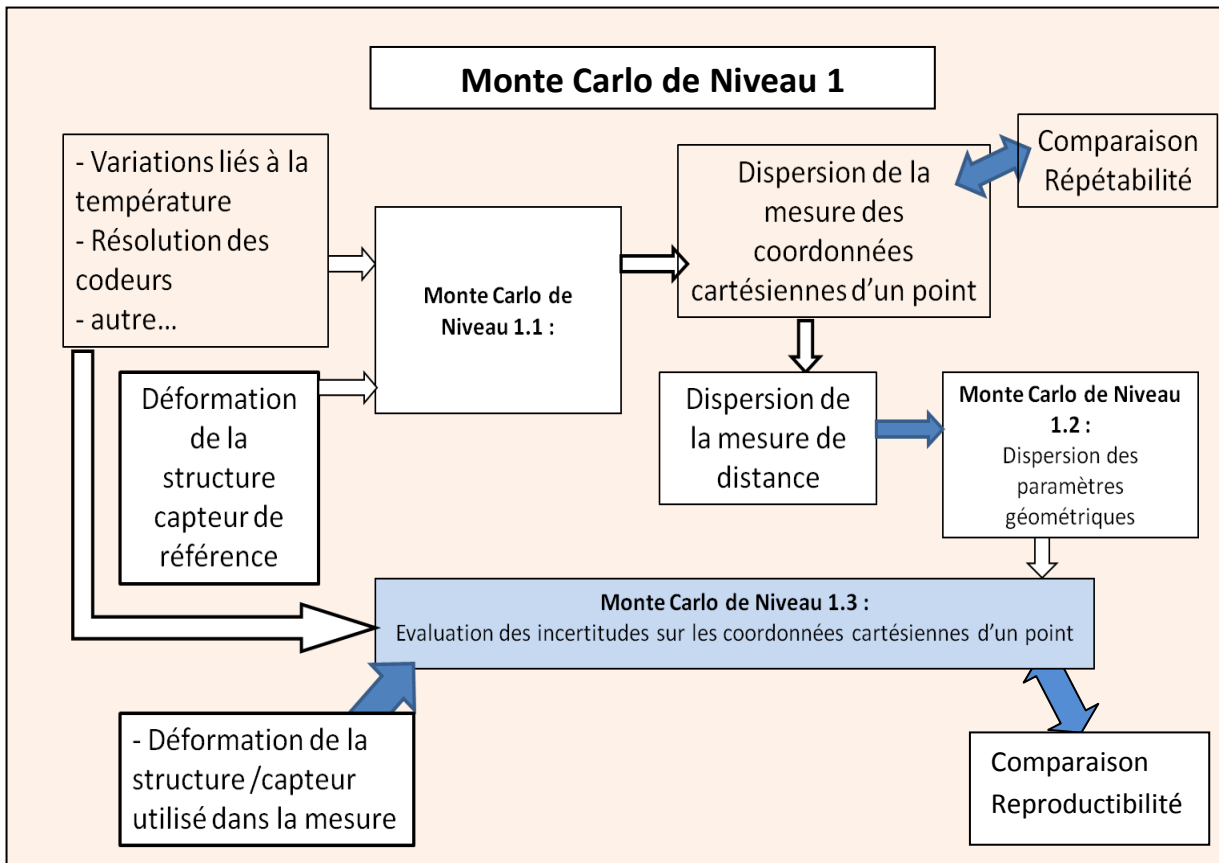 Monte Carlo de Niveau 1
- Variations liés à la
température
- Résolution des
codeurs
- autre...
Déformation
de la
structure
capteur de
référence
Monte Carlo de
Niveau 1.1 :
Dispersion de la
mesure des
coordonnées
cartésiennes d'un point
Comparaison
Répétabilité
Dispersion de
la mesure de
distance
Monte Carlo de Niveau
1.2 :
Dispersion des
paramètres
géométriques
Monte Carlo de Niveau 1.3 :
Evaluation des incertitudes sur les coordonnées cartésiennes d'un point
- Déformation de la
structure /capteur
utilisé dans la mesure
Comparaison
Reproductibilité